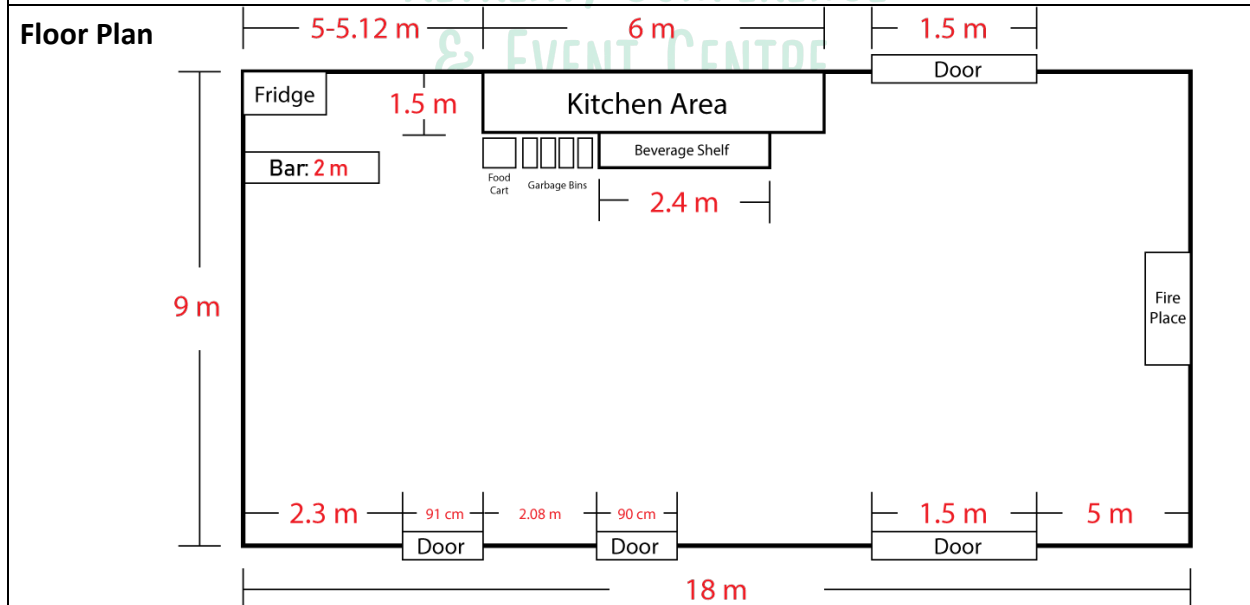 Floor Plan
5-5.12 m
6 m
1.5 m
& EVENT CENTRE
Door
Fridge
1.5 m
Kitchen Area
Beverage Shelf
Bar: 2 m
Food
Cart
Garbage Bins
2.4 m
9 m
Fire
Place
2.3 m
91 cm
2.08 m
90 cm
1.5 m
5 m
Door
Door
Door
18 m